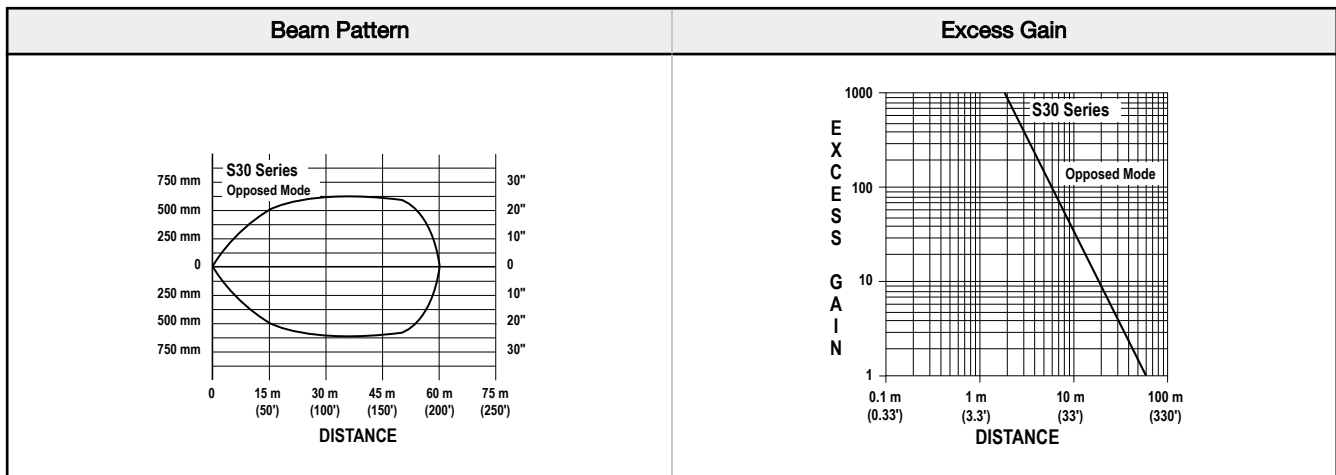 Beam Pattern
Excess Gain
S30 Series
Opposed Mode
750 mm
500 mm
250 mm
0
250 mm
500 mm
750 mm
30"
20"
10"
0
10"
20"
30"
0 15 m 30 m 45 m 60 m 75 m
(50') (100') (150') (200') (250')
DISTANCE
EXCESS GAIN
1000
100
10
1
S30 Series
Opposed Mode
0.1 m 1 m 10 m 100 m
(0.33') (3.3') (33') (330')
DISTANCE